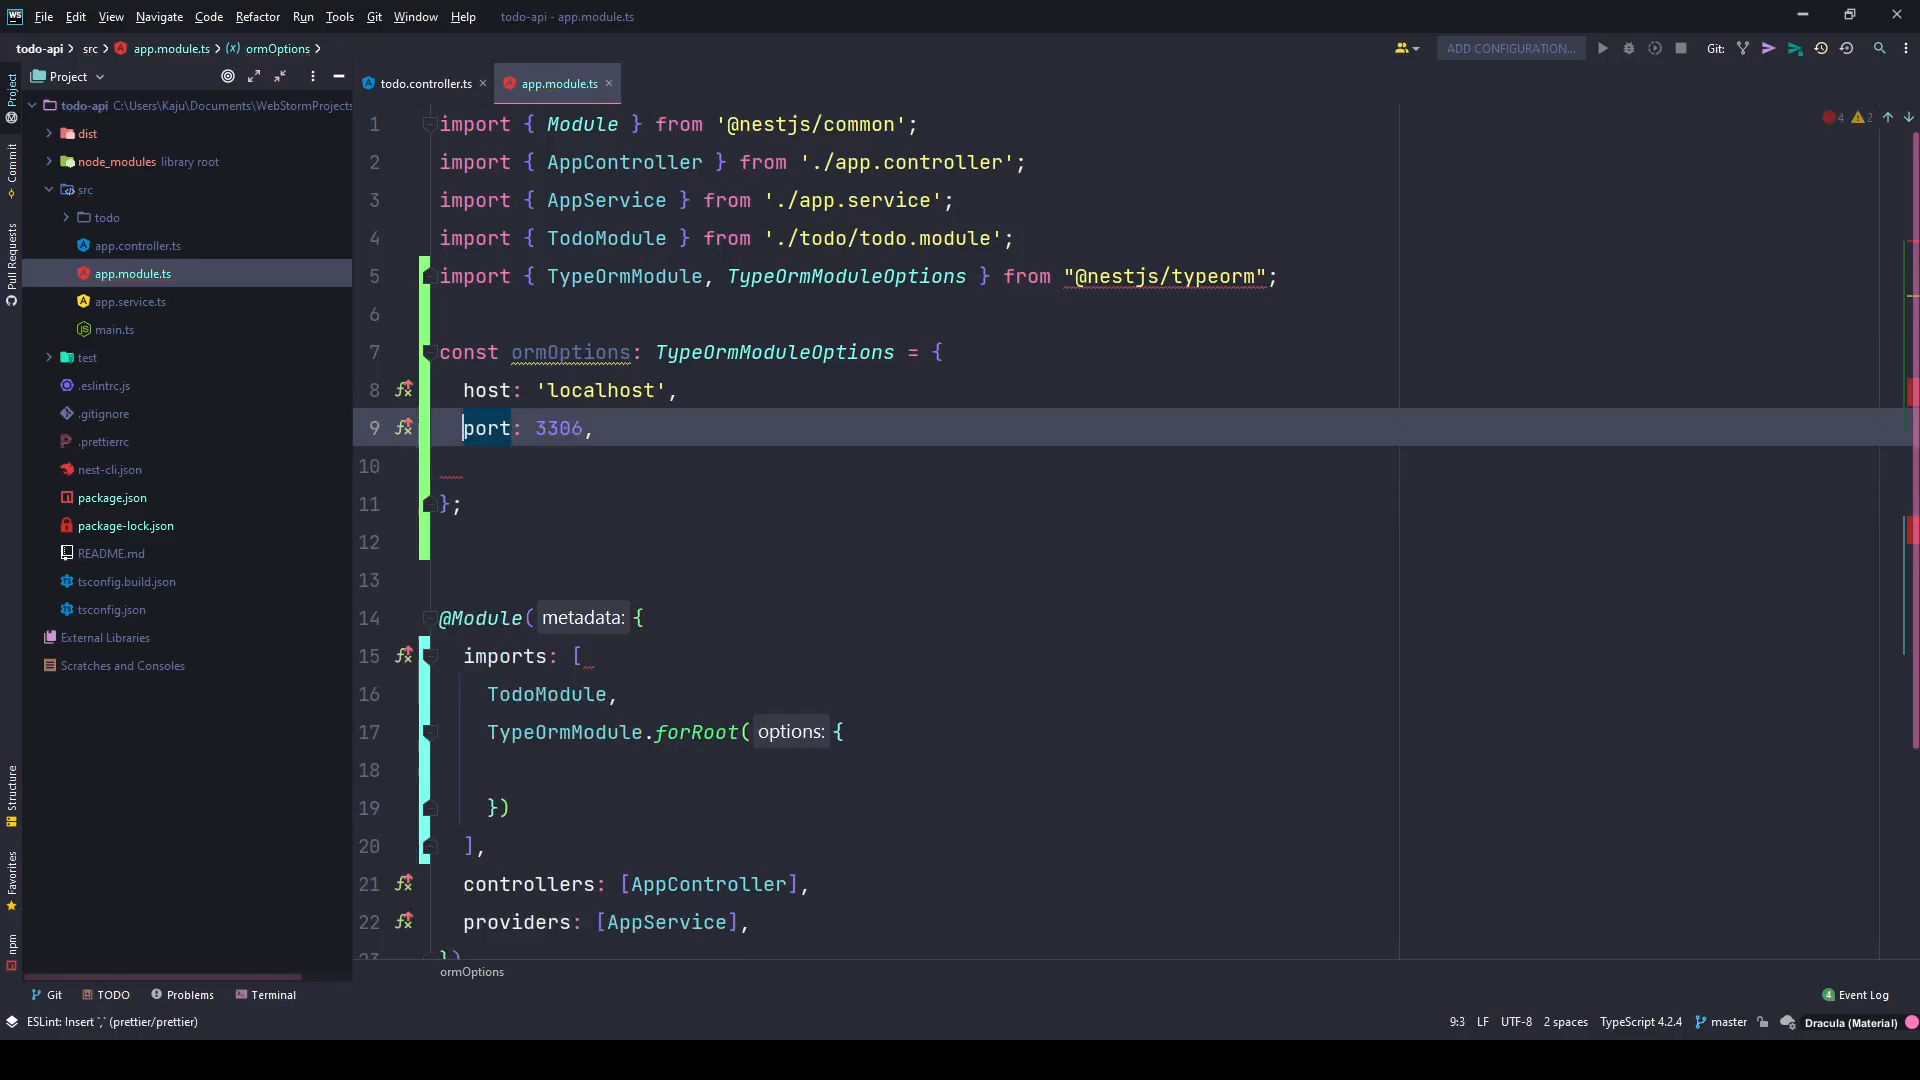 WS File Edit View Navigate Code Refactor Run Tools Git Window Help todo-api - app.module.ts
todo-api src app.module.ts (x) ormOptions ADD CONFIGURATION... Git:
Project
todo.controller.ts
app.module.ts
4 2
todo-api C:\Users\Kaju\Documents\WebStormProjects
dist
node_modules library root
src
todo
app.controller.ts
app.module.ts
app.service.ts
main.ts
test
.eslintrc.js
.gitignore
.prettierrc
nest-cli.json
package.json
package-lock.json
README.md
tsconfig.build.json
tsconfig.json
External Libraries
Scratches and Consoles
Project
Commit
Pull Requests
Structure
Favorites
npm
1 import { Module } from '@nestjs/common';
2 import { AppController } from './app.controller';
3 import { AppService } from './app.service';
4 import { TodoModule } from './todo/todo.module';
5 import { TypeOrmModule, TypeOrmModuleOptions } from "@nestjs/typeorm";
6
7 const ormOptions: TypeOrmModuleOptions = {
8 host: 'localhost',
9 port: 3306,
10
11 };
12
13
14 @Module( metadata: {
15 imports: [
16 TodoModule,
17 TypeOrmModule.forRoot( options: {
18
19 })
20 ],
21 controllers: [AppController],
22 providers: [AppService],
23 })
ormOptions
Git TODO Problems Terminal 4 Event Log
ESLint: Insert `,` (prettier/prettier) 9:3 LF UTF-8 2 spaces TypeScript 4.2.4 master Dracula (Material)